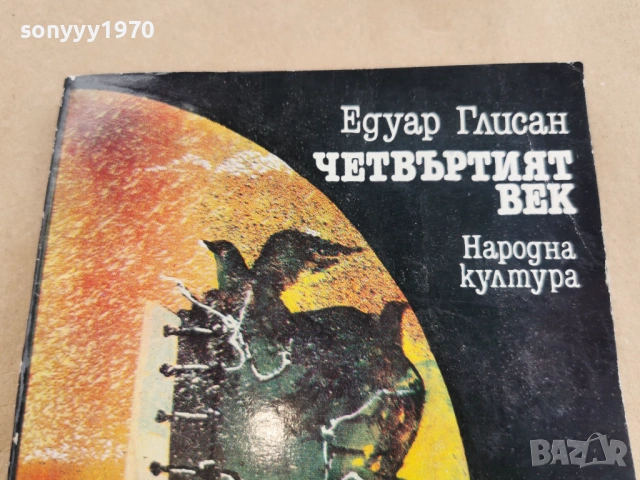 sonyyy1970
Едуар Глисан
ЧЕТВЪРТИЯТ
ВЕК
Народна
култура
BAZAR